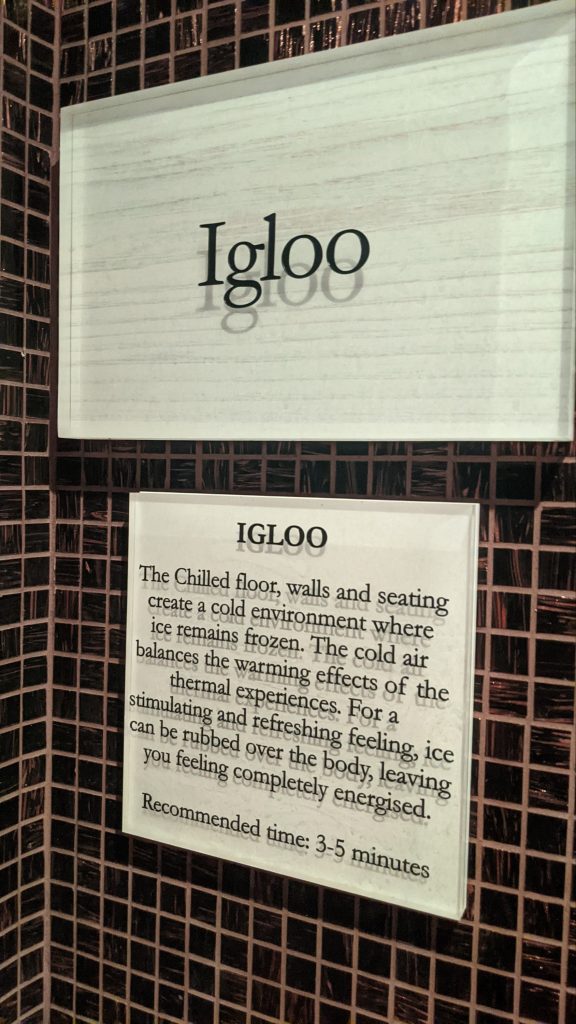 Igloo
IGLOO
The Chilled floor, walls and seating
create a cold environment where
ice remains frozen. The cold air
balances the warming effects of the
thermal experiences. For a
stimulating and refreshing feeling, ice
can be rubbed over the body, leaving
you feeling completely energised.
Recommended time: 3-5 minutes